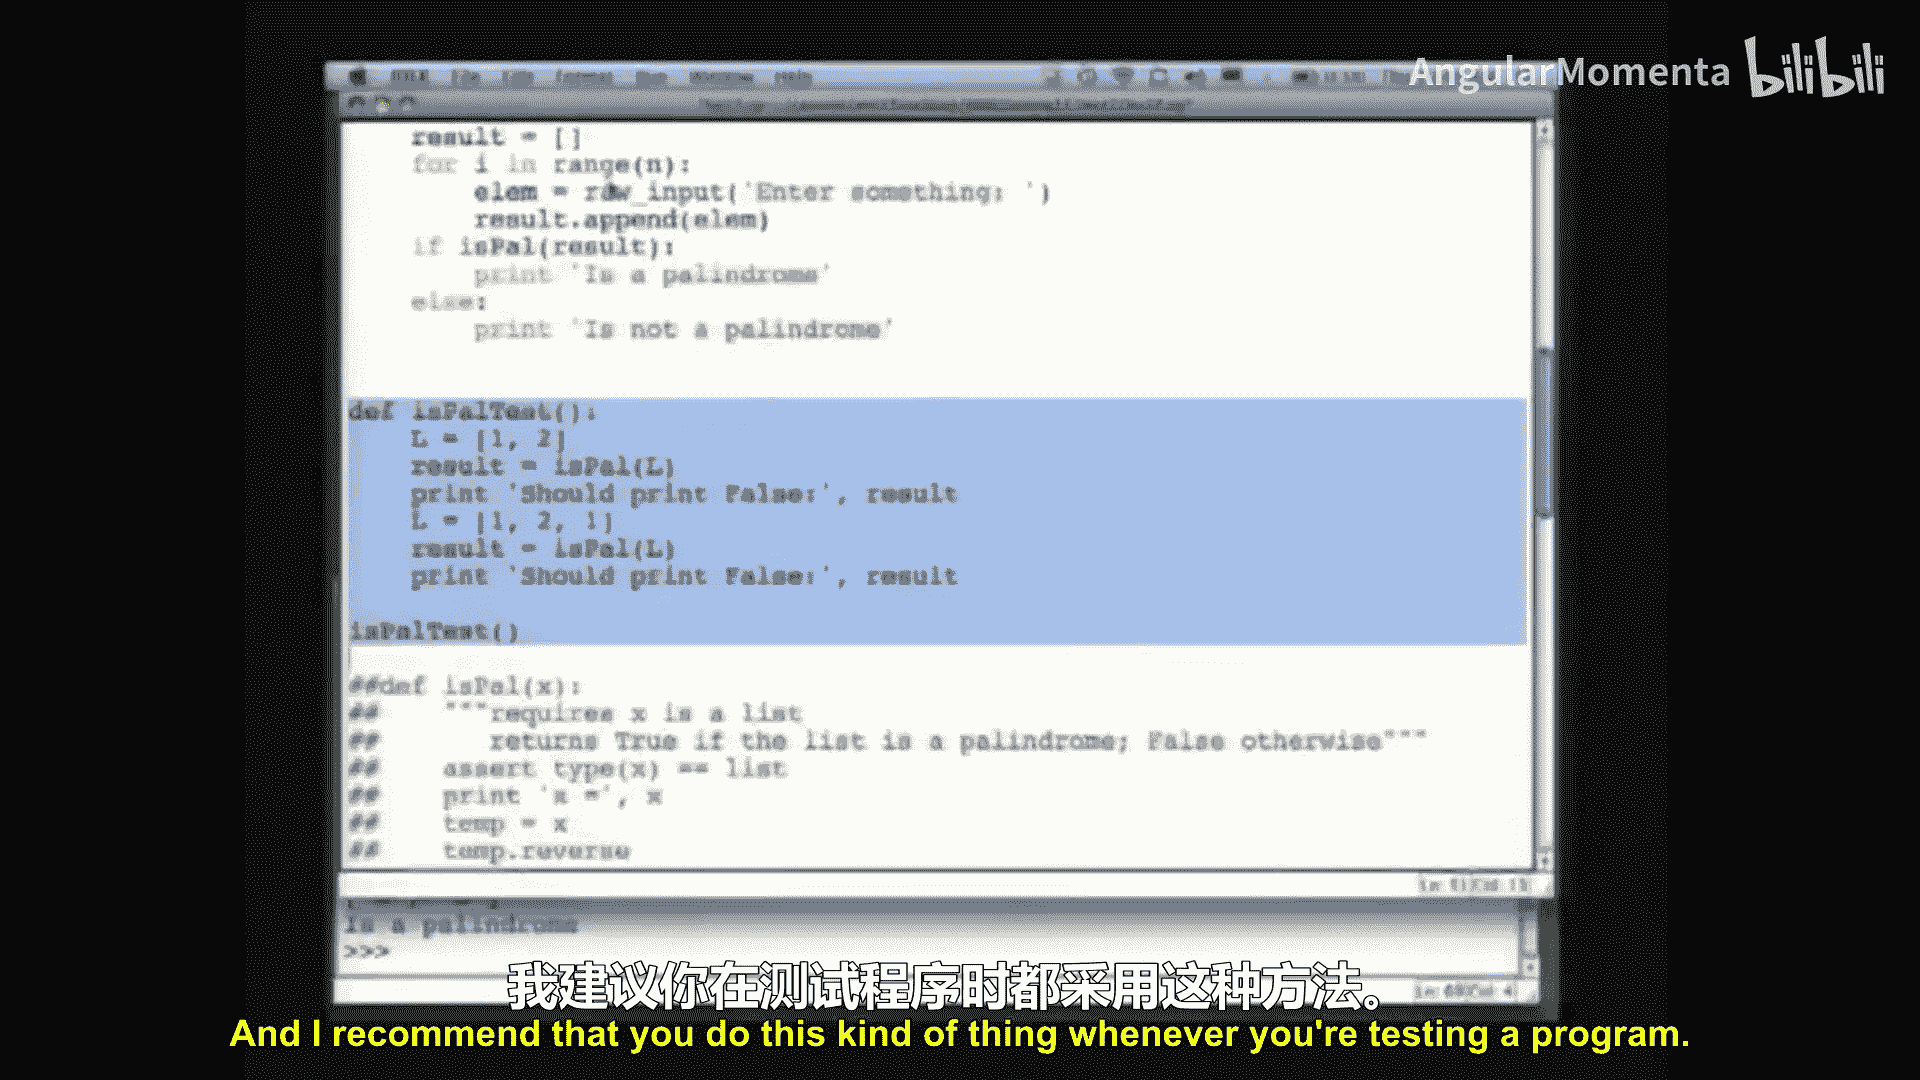 AngularMomenta bilibili
result = []
for i in range(n):
elem = raw_input('Enter something: ')
result.append(elem)
if isPal(result):
print 'Is a palindrome'
else:
print 'Is not a palindrome'
def isPalTest():
L = [1, 2]
result = isPal(L)
print 'Should print False:', result
L = [1, 2, 1]
result = isPal(L)
print 'Should print False:', result
isPalTest()
##def isPal(x):
## """requires x is a list
## returns True if the list is a palindrome; False otherwise"""
## assert type(x) == list
## print 'x =', x
## temp = x
## temp.reverse
Is a palindrome
>>>
我建议你在测试程序时都采用这种方法。
And I recommend that you do this kind of thing whenever you're testing a program.